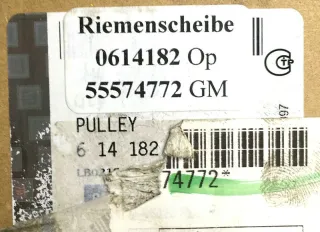 Riemenscheibe
0614182 Op
55574772 GM
PULLEY
6 14 182
74772*